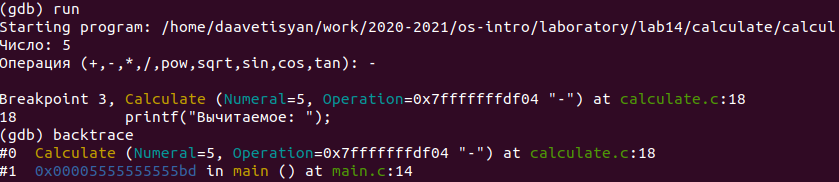 (gdb) run
Starting program: /home/daavetisyan/work/2020-2021/os-intro/laboratory/lab14/calculate/calcul
Число: 5
Операция (+,-,*,/,pow,sqrt,sin,cos,tan): -
Breakpoint 3, Calculate (Numeral=5, Operation=0x7fffffffdf04 "-") at calculate.c:18
18          printf("Вычитаемое: ");
(gdb) backtrace
#0  Calculate (Numeral=5, Operation=0x7fffffffdf04 "-") at calculate.c:18
#1  0x00005555555555bd in main () at main.c:14